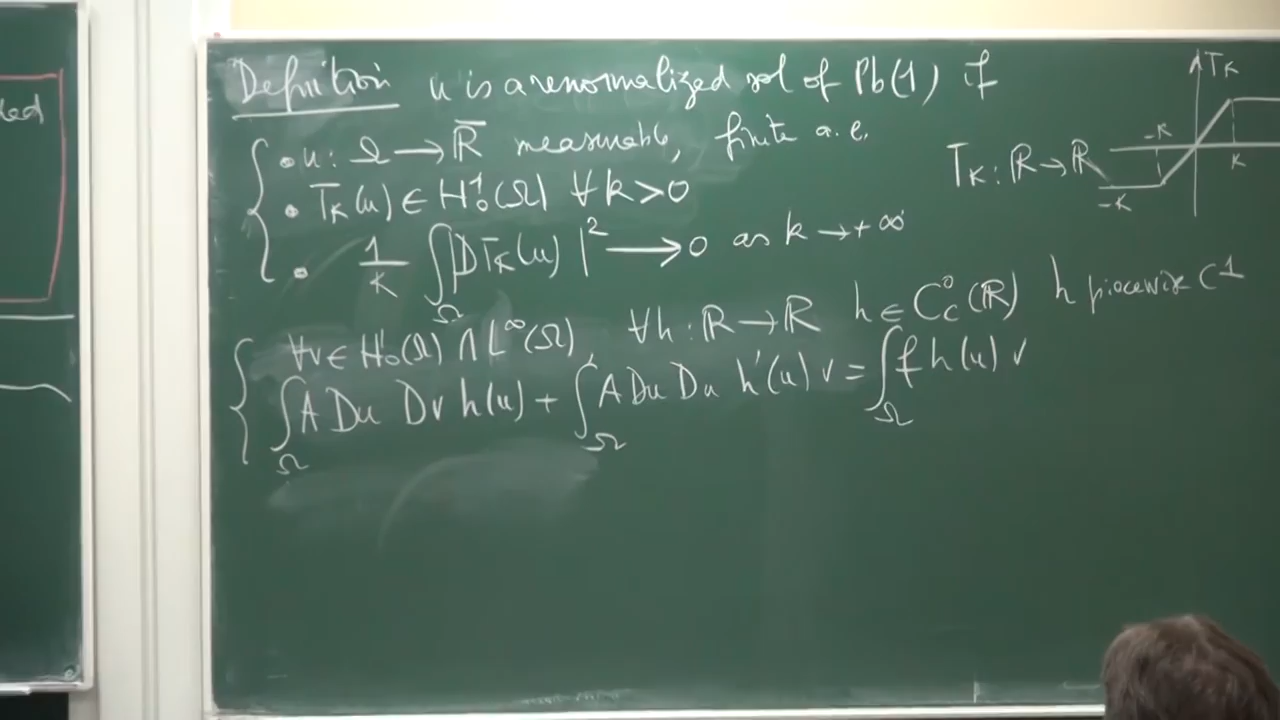 Definition u is a renormalized sol of Pb(1) if
• u : Ω → R̅ measurable, finite a.e.
• T_K(u) ∈ H¹₀(Ω) ∀k>0
• 1/K ∫_Ω |DT_K(u)|² → 0 as k → +∞
∀v ∈ H¹₀(Ω) ∩ L^∞(Ω), ∀h : R → R h ∈ C⁰_c(R) h piecewise C¹
∫_Ω A Du Dv h(u) + ∫_Ω A Du Du h'(u) v = ∫_Ω f h(u) v
T_K : R → R
T_K
-K
K
-K